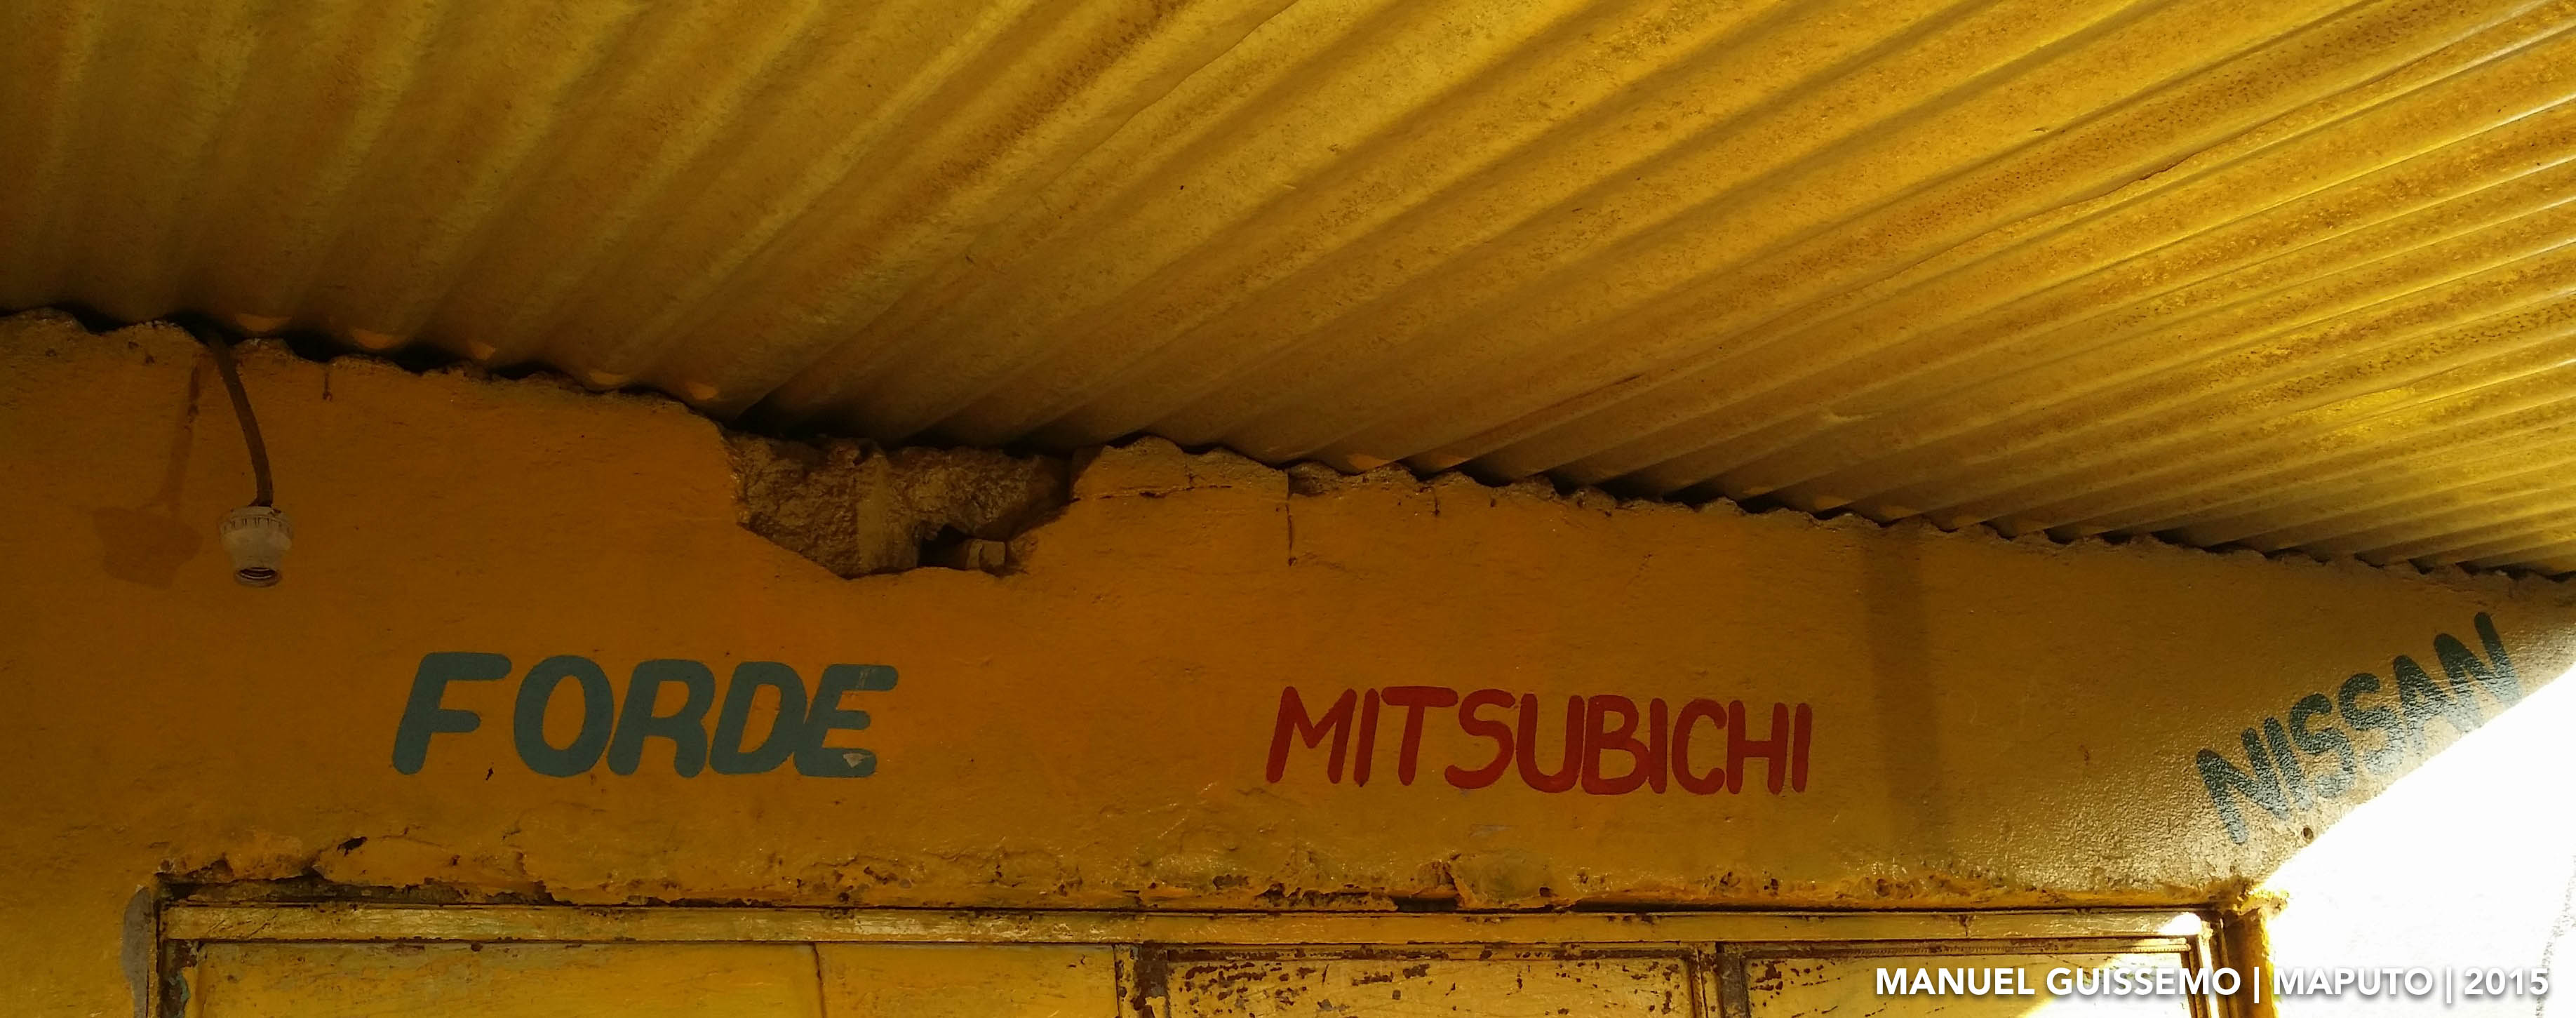 FORDE
MITSUBICHI
NISSAN
MANUEL GUISSEMO | MAPUTO | 2015